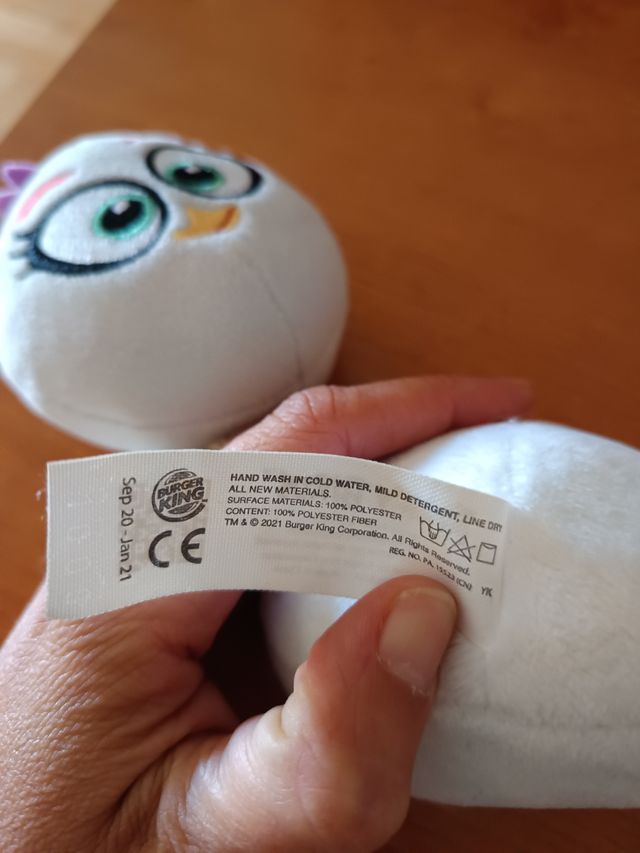 Sep 20 - Jan 21
BURGER
KING
CE
HAND WASH IN COLD WATER, MILD DETERGENT, LINE DRY
ALL NEW MATERIALS.
SURFACE MATERIALS: 100% POLYESTER
CONTENT: 100% POLYESTER FIBER
TM & © 2021 Burger King Corporation. All Rights Reserved.
REG. NO. PA. 15523 (CN) YK